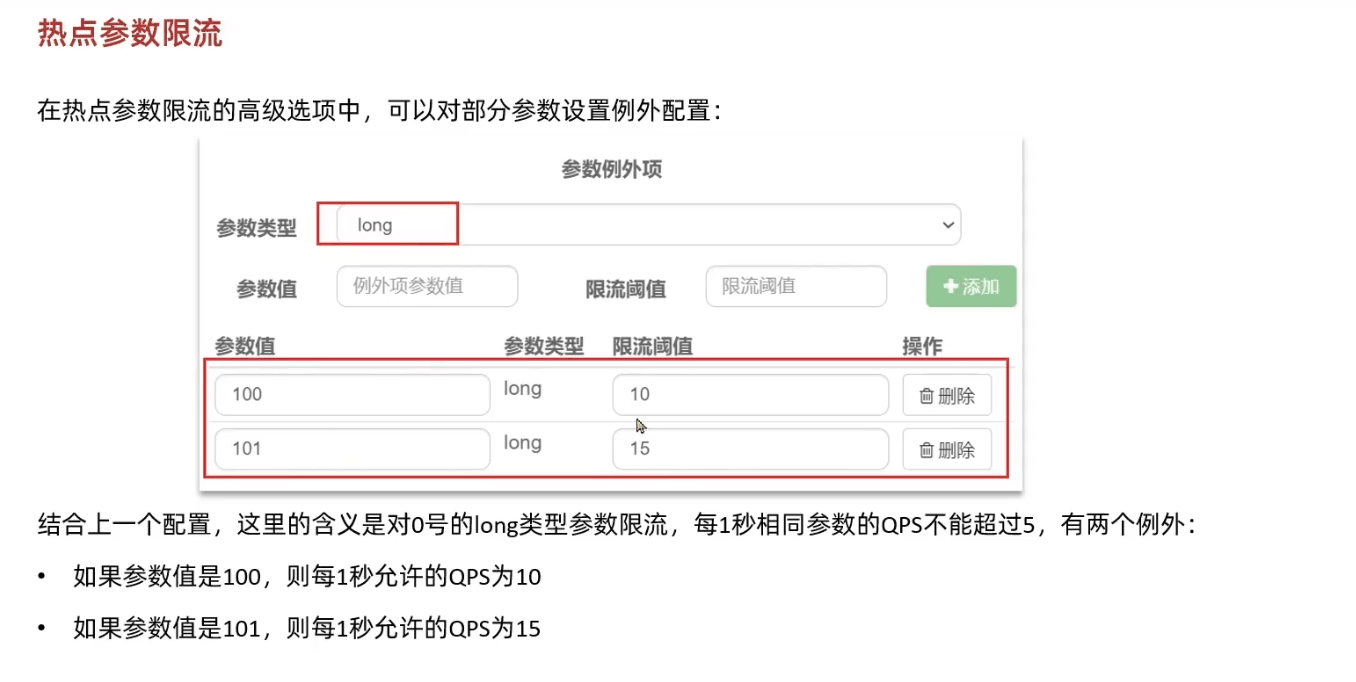 热点参数限流
在热点参数限流的高级选项中，可以对部分参数设置例外配置：
参数例外项
参数类型 long
参数值 例外项参数值 限流阈值 限流阈值 添加
参数值 参数类型 限流阈值 操作
100 long 10 删除
101 long 15 删除
结合上一个配置，这里的含义是对0号的long类型参数限流，每1秒相同参数的QPS不能超过5，有两个例外：
• 如果参数值是100，则每1秒允许的QPS为10
• 如果参数值是101，则每1秒允许的QPS为15